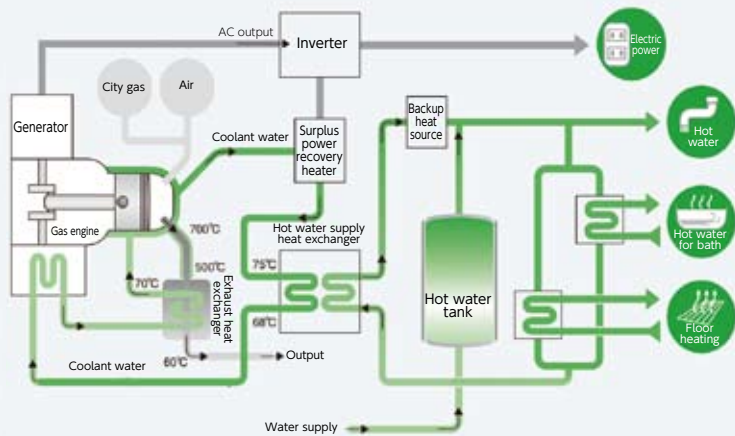 AC output
Inverter
Electric
power
City gas
Air
Generator
Coolant water
Surplus
power
recovery
heater
Backup
heat
source
Hot
water
Gas engine
700℃
Hot water supply
heat exchanger
Hot water
for bath
500℃
70℃
Exhaust heat
exchanger
75℃
68℃
Hot water
tank
Floor
heating
60℃
Output
Coolant water
Water supply